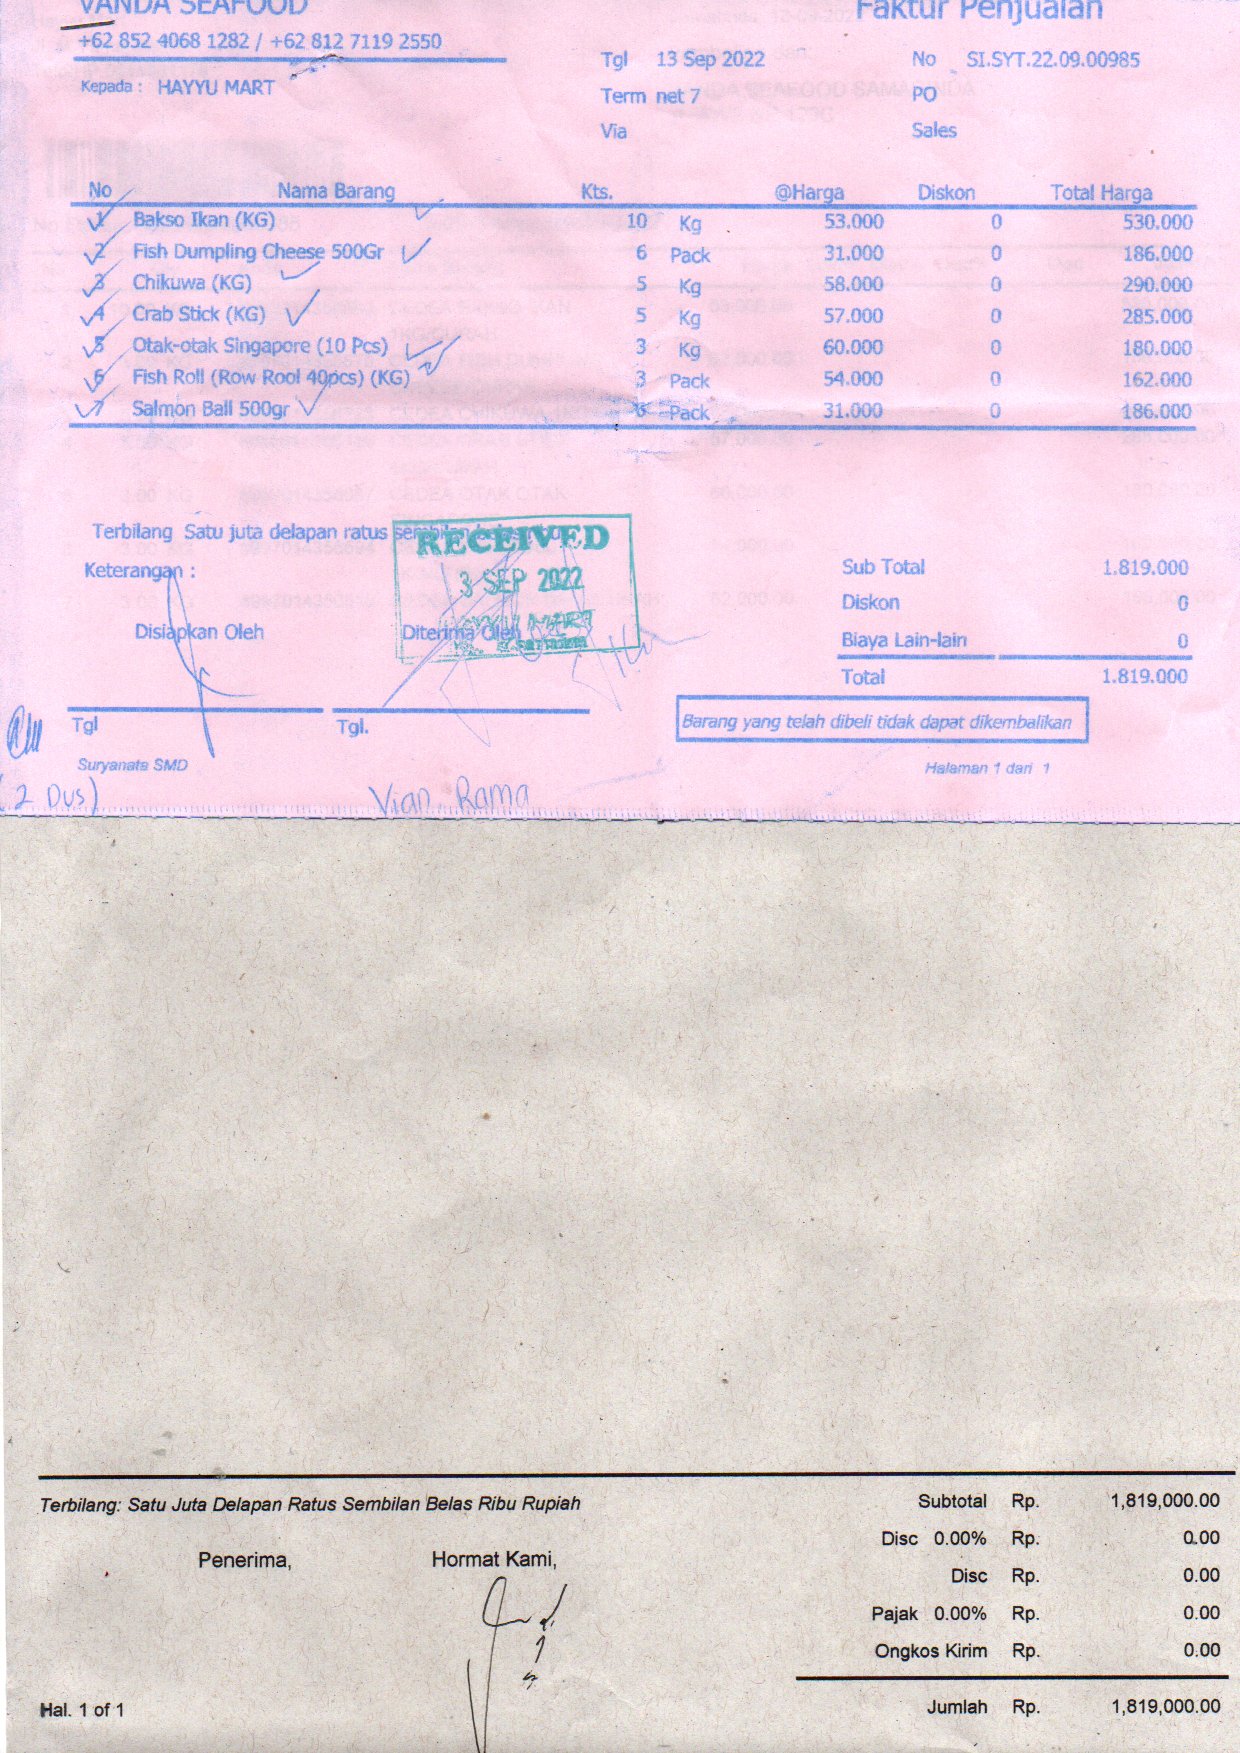 VANDA SEAFOOD
Faktur Penjualan
+62 852 4068 1282 / +62 812 7119 2550
Kepada : HAYYU MART
Tgl 13 Sep 2022 No SI.SYT.22.09.00985
Term net 7 PO
Via Sales
No Nama Barang Kts. @Harga Diskon Total Harga
1 Bakso Ikan (KG) 10 Kg 53.000 0 530.000
2 Fish Dumpling Cheese 500Gr 6 Pack 31.000 0 186.000
3 Chikuwa (KG) 5 Kg 58.000 0 290.000
4 Crab Stick (KG) 5 Kg 57.000 0 285.000
5 Otak-otak Singapore (10 Pcs) 3 Kg 60.000 0 180.000
6 Fish Roll (Row Rool 40pcs) (KG) 3 Pack 54.000 0 162.000
7 Salmon Ball 500gr 6 Pack 31.000 0 186.000
Terbilang Satu juta delapan ratus
RECEIVED
3 SEP 2022
Keterangan :
Disiapkan Oleh Diterima Oleh
Sub Total 1.819.000
Diskon 0
Biaya Lain-lain 0
Total 1.819.000
Tgl Tgl.
Barang yang telah dibeli tidak dapat dikembalikan
Suryanata SMD
Halaman 1 dari 1
2 Dus)
Vian Rama
Terbilang: Satu Juta Delapan Ratus Sembilan Belas Ribu Rupiah
Subtotal Rp. 1,819,000.00
Disc 0.00% Rp. 0.00
Penerima, Hormat Kami,
Disc Rp. 0.00
Pajak 0.00% Rp. 0.00
Ongkos Kirim Rp. 0.00
Hal. 1 of 1
Jumlah Rp. 1,819,000.00